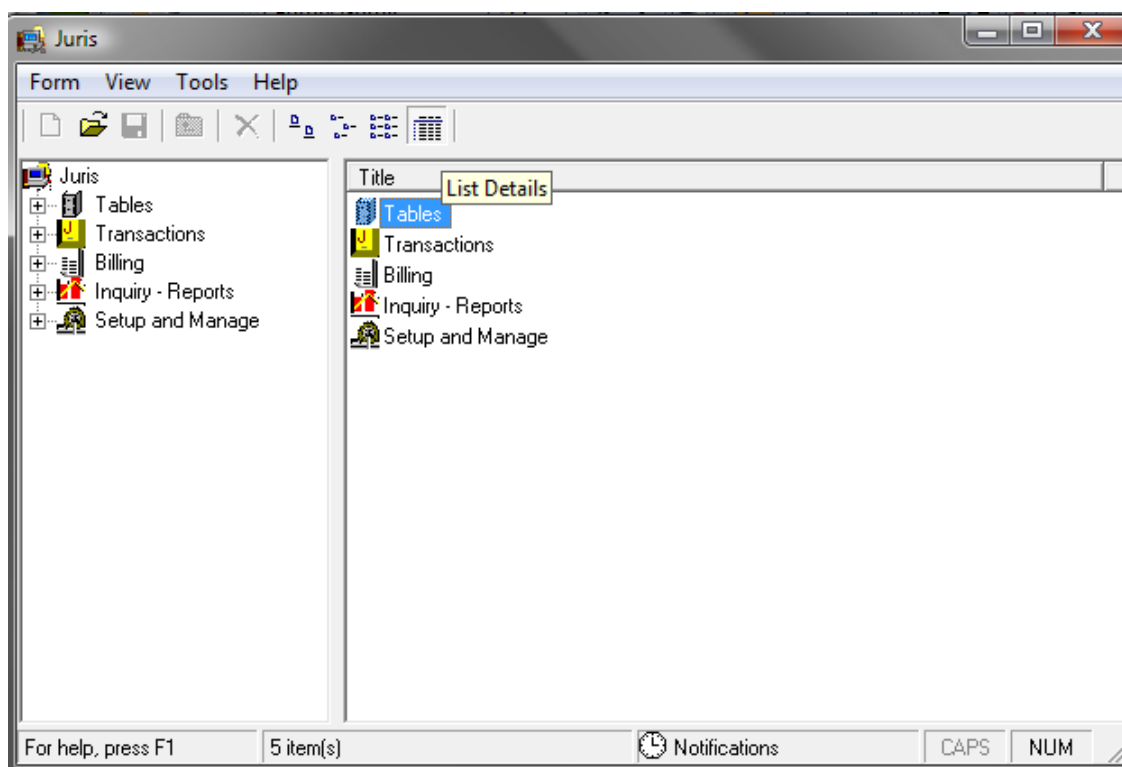 Juris
Form View Tools Help
Juris
Tables
Transactions
Billing
Inquiry - Reports
Setup and Manage
Title
List Details
Tables
Transactions
Billing
Inquiry - Reports
Setup and Manage
For help, press F1 5 item(s) Notifications CAPS NUM